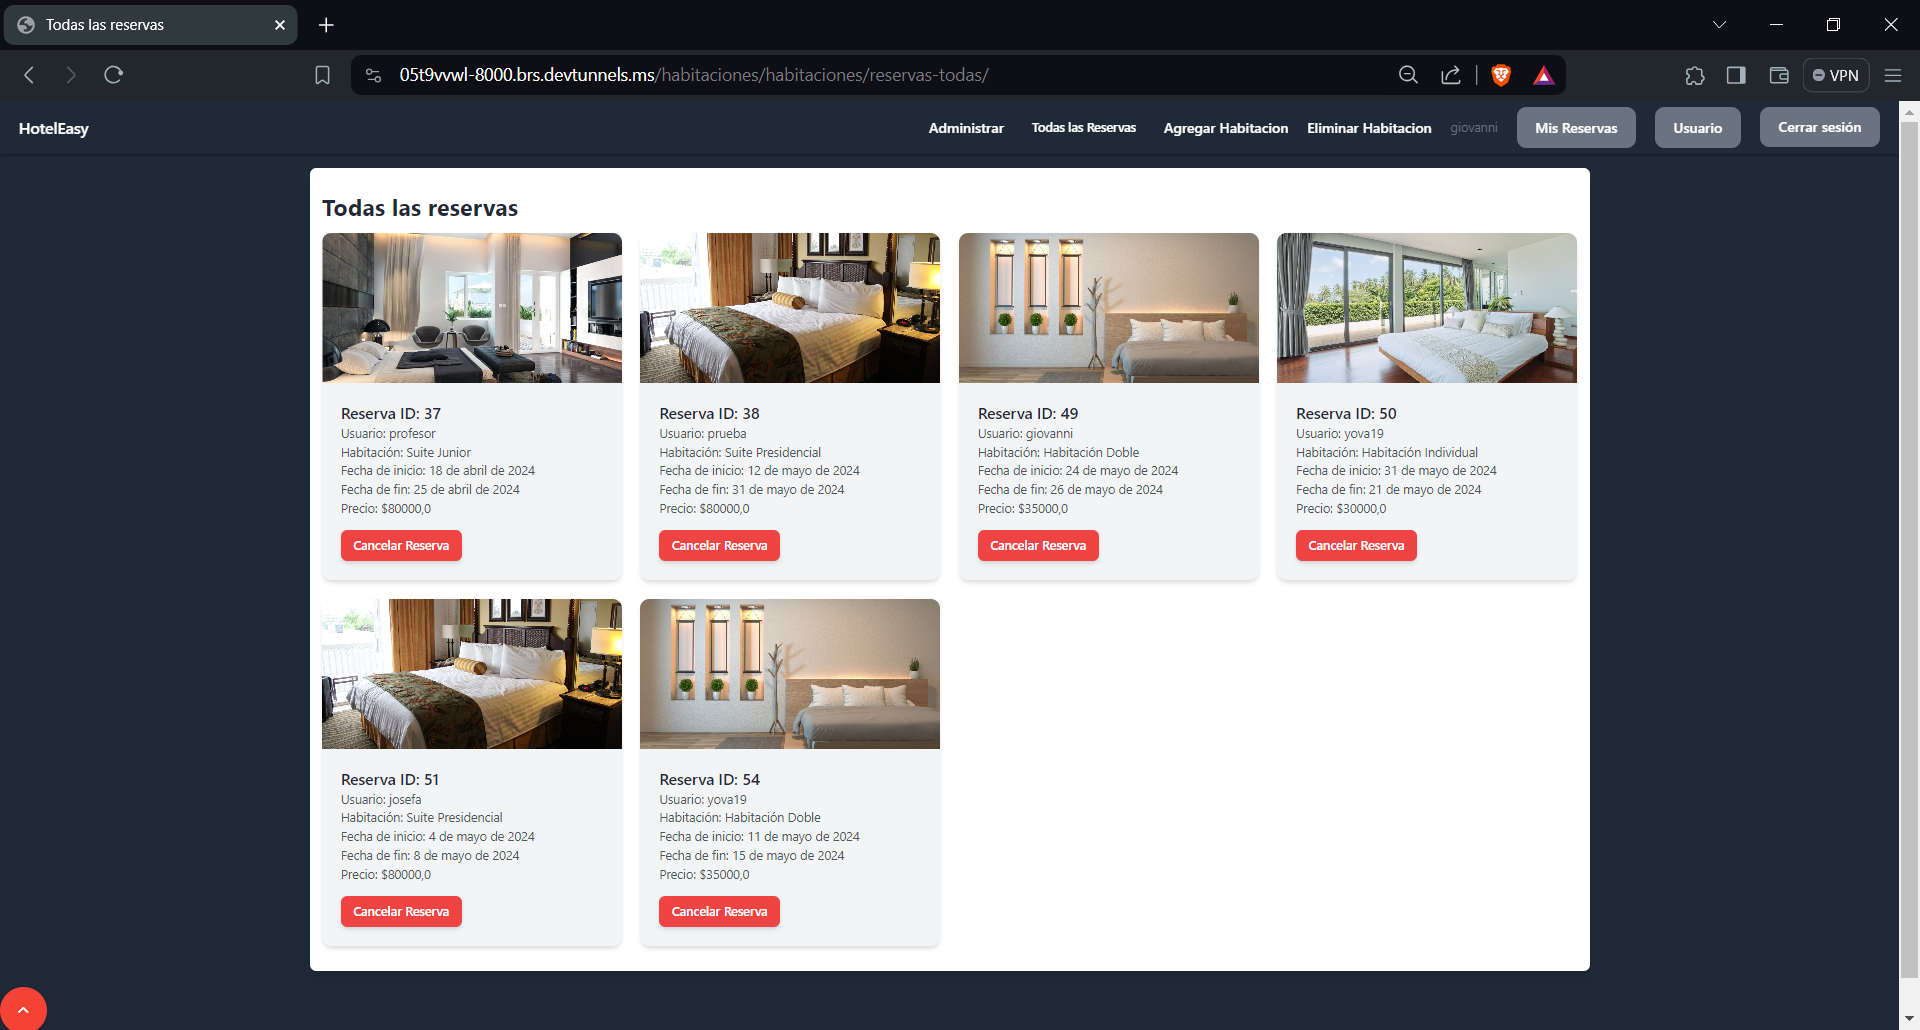 Todas las reservas
05t9vvwl-8000.brs.devtunnels.ms/habitaciones/habitaciones/reservas-todas/
VPN
HotelEasy
Administrar
Todas las Reservas
Agregar Habitacion
Eliminar Habitacion
giovanni
Mis Reservas
Usuario
Cerrar sesión
Todas las reservas
Reserva ID: 37
Usuario: profesor
Habitación: Suite Junior
Fecha de inicio: 18 de abril de 2024
Fecha de fin: 25 de abril de 2024
Precio: $80000,0
Cancelar Reserva
Reserva ID: 38
Usuario: prueba
Habitación: Suite Presidencial
Fecha de inicio: 12 de mayo de 2024
Fecha de fin: 31 de mayo de 2024
Precio: $80000,0
Cancelar Reserva
Reserva ID: 49
Usuario: giovanni
Habitación: Habitación Doble
Fecha de inicio: 24 de mayo de 2024
Fecha de fin: 26 de mayo de 2024
Precio: $35000,0
Cancelar Reserva
Reserva ID: 50
Usuario: yova19
Habitación: Habitación Individual
Fecha de inicio: 31 de mayo de 2024
Fecha de fin: 21 de mayo de 2024
Precio: $30000,0
Cancelar Reserva
Reserva ID: 51
Usuario: josefa
Habitación: Suite Presidencial
Fecha de inicio: 4 de mayo de 2024
Fecha de fin: 8 de mayo de 2024
Precio: $80000,0
Cancelar Reserva
Reserva ID: 54
Usuario: yova19
Habitación: Habitación Doble
Fecha de inicio: 11 de mayo de 2024
Fecha de fin: 15 de mayo de 2024
Precio: $35000,0
Cancelar Reserva